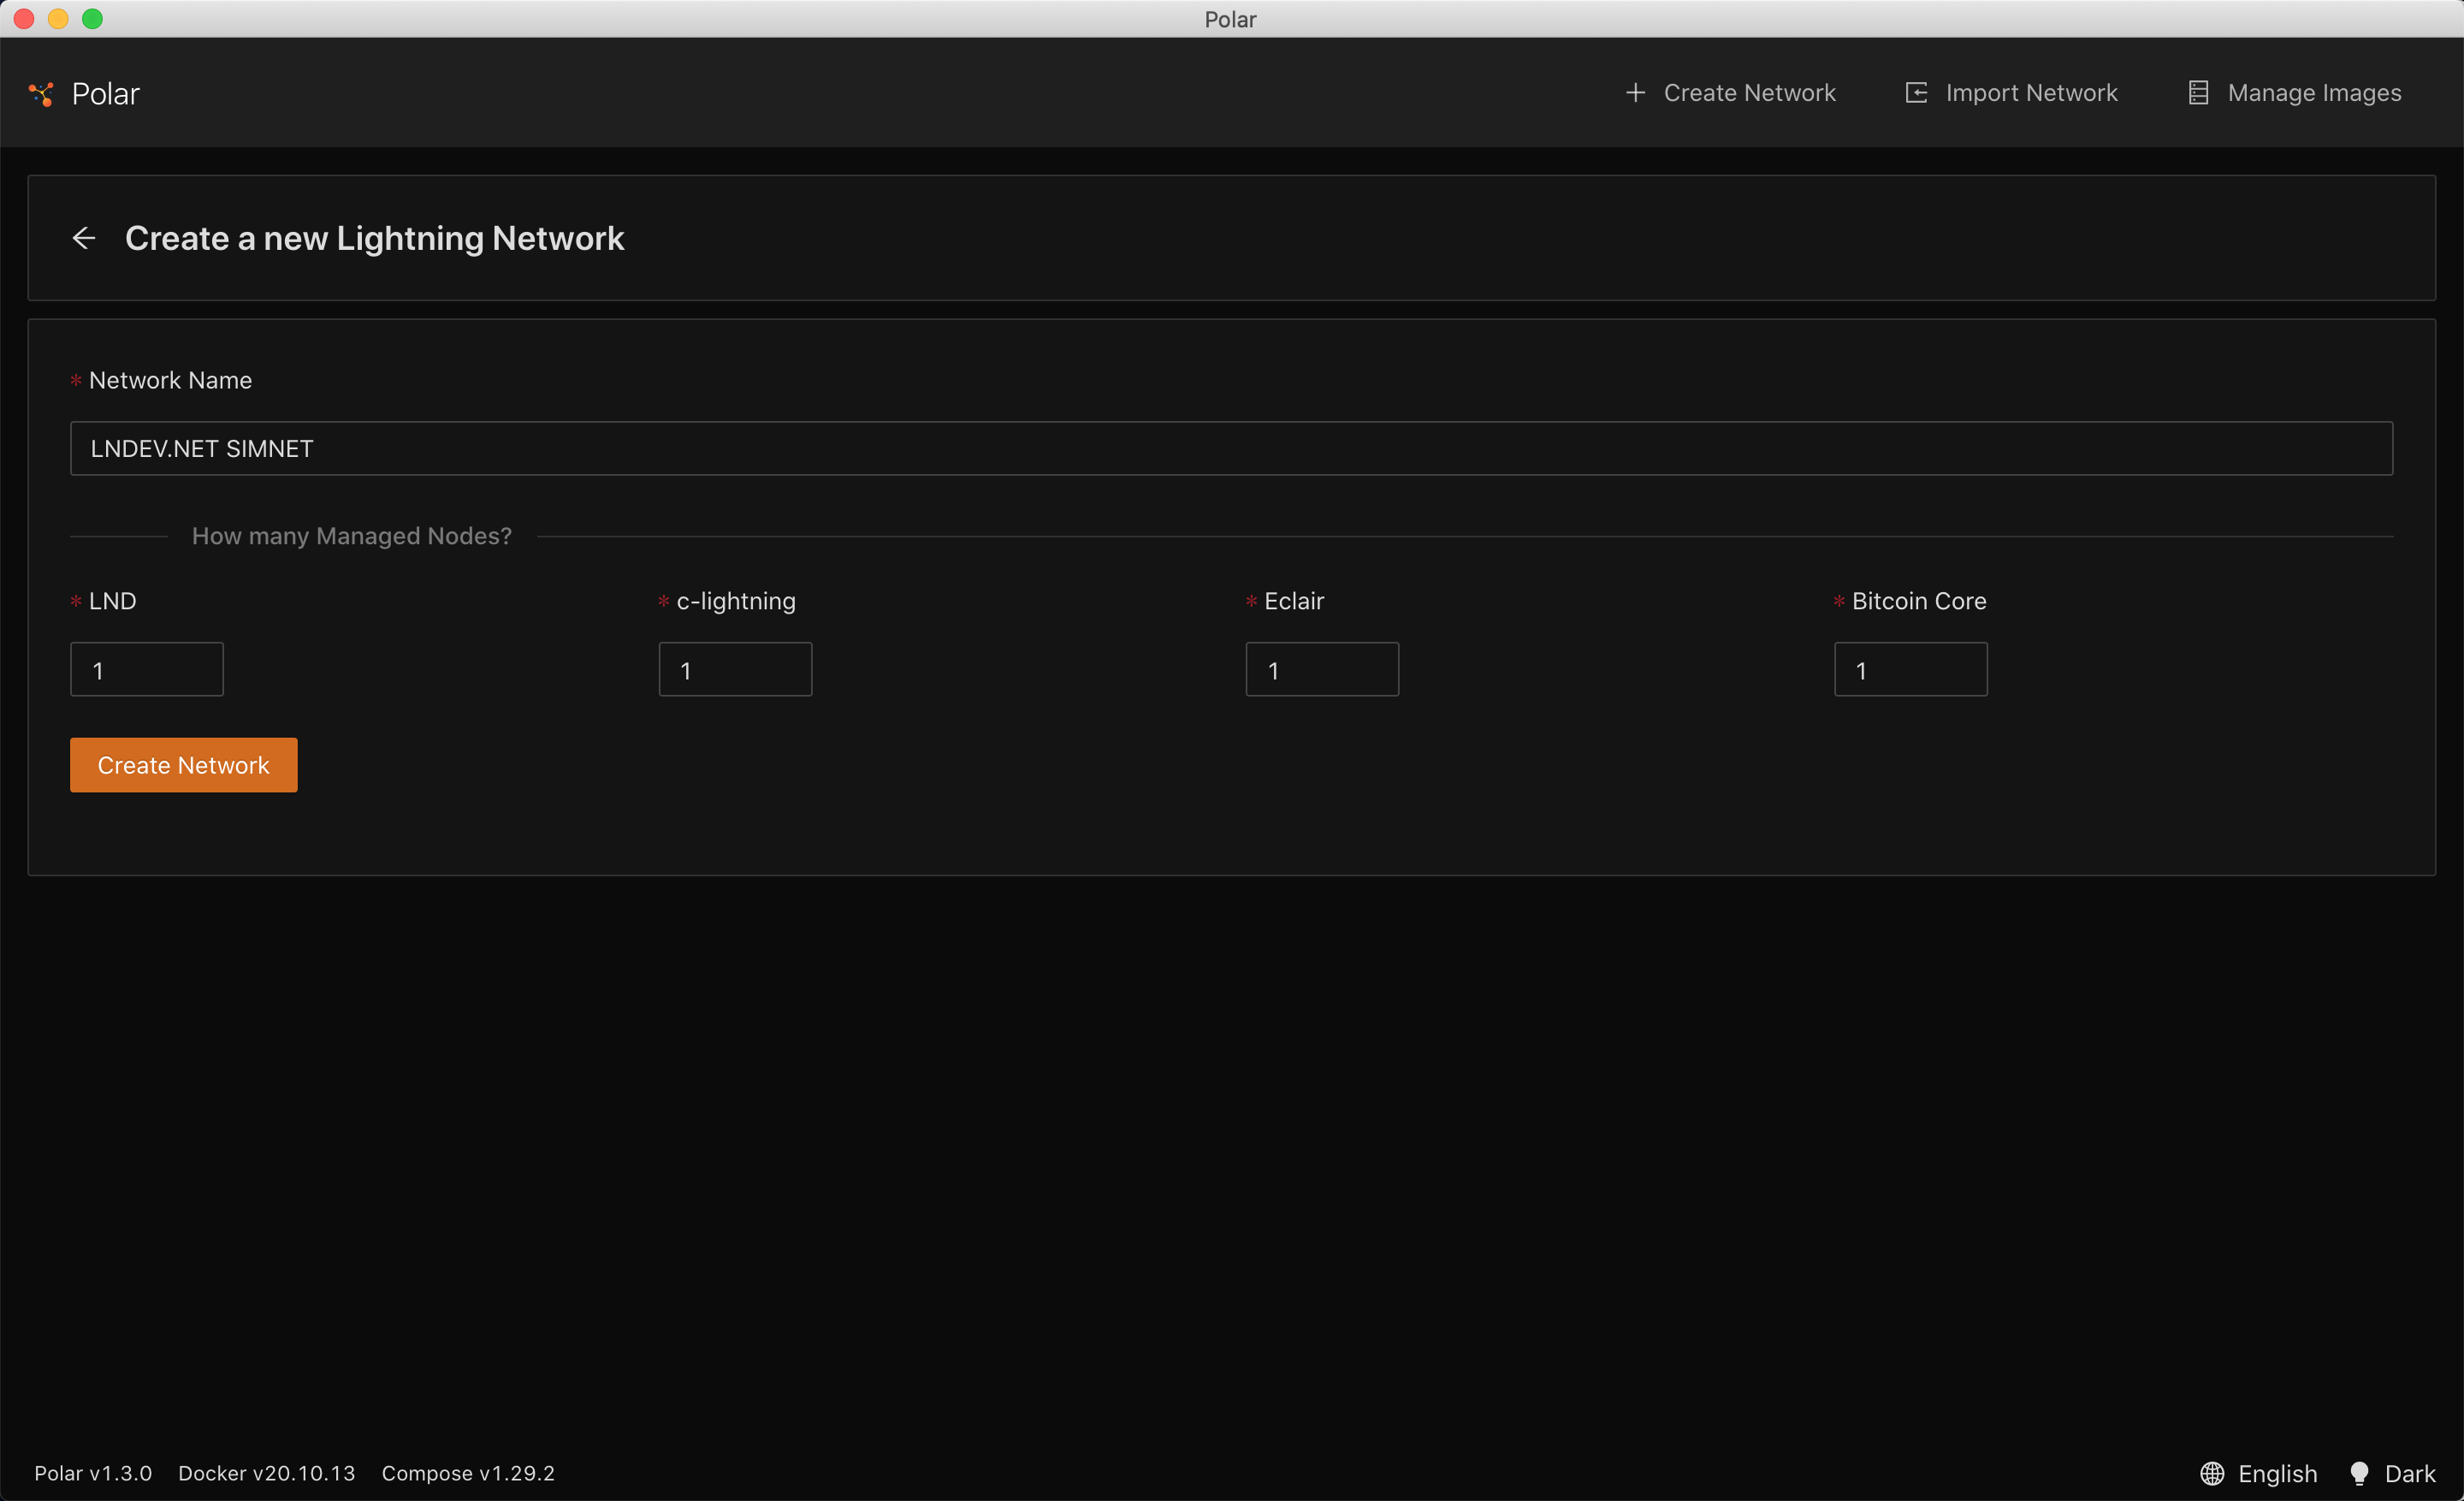 Polar
Polar
Create Network
Import Network
Manage Images
Create a new Lightning Network
* Network Name
LNDEV.NET SIMNET
How many Managed Nodes?
* LND
* c-lightning
* Eclair
* Bitcoin Core
1
1
1
1
Create Network
Polar v1.3.0 Docker v20.10.13 Compose v1.29.2
English
Dark